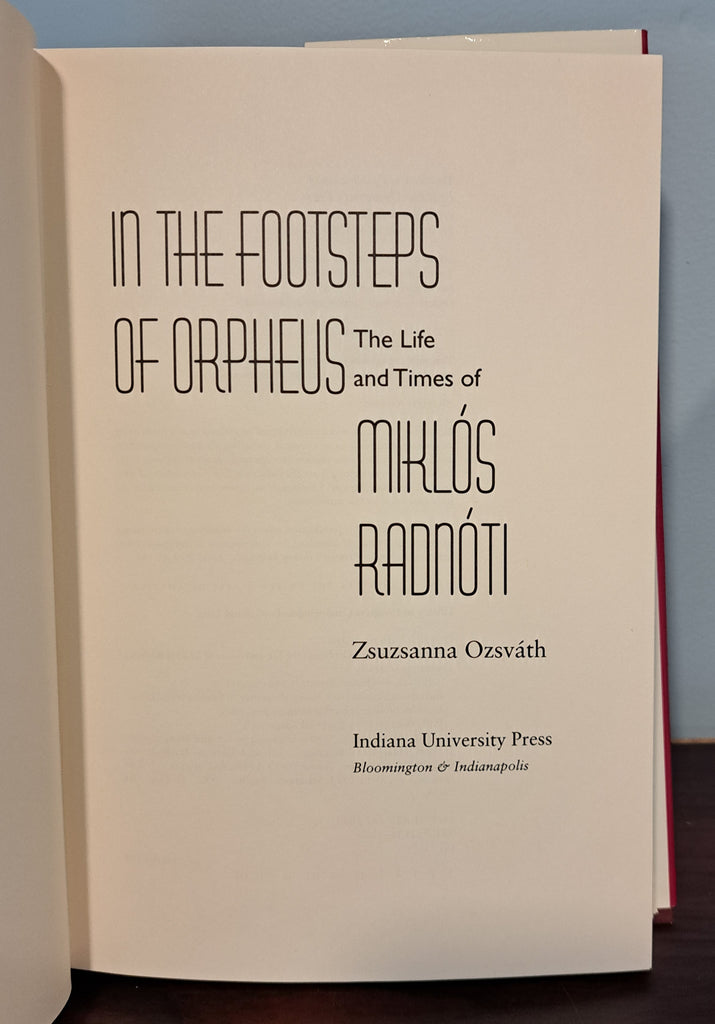 IN THE FOOTSTEPS
OF ORPHEUS
The Life
and Times of
MIKLÓS
RADNÓTI
Zsuzsanna Ozsváth
Indiana University Press
Bloomington & Indianapolis